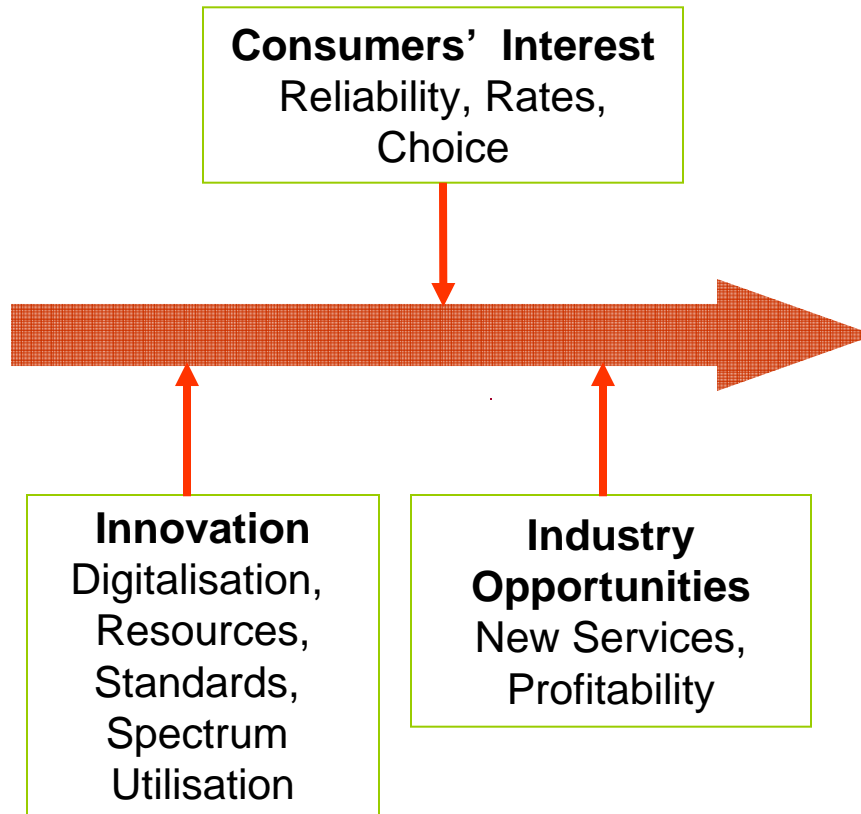 Consumers’ Interest
Reliability, Rates,
Choice
Innovation
Digitalisation,
Resources,
Standards,
Spectrum
Utilisation
Industry
Opportunities
New Services,
Profitability